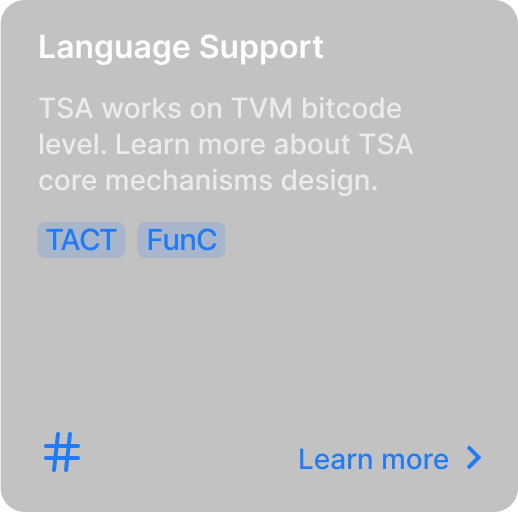 Language Support
TSA works on TVM bitcode
level. Learn more about TSA
core mechanisms design.
TACT FunC
# Learn more >